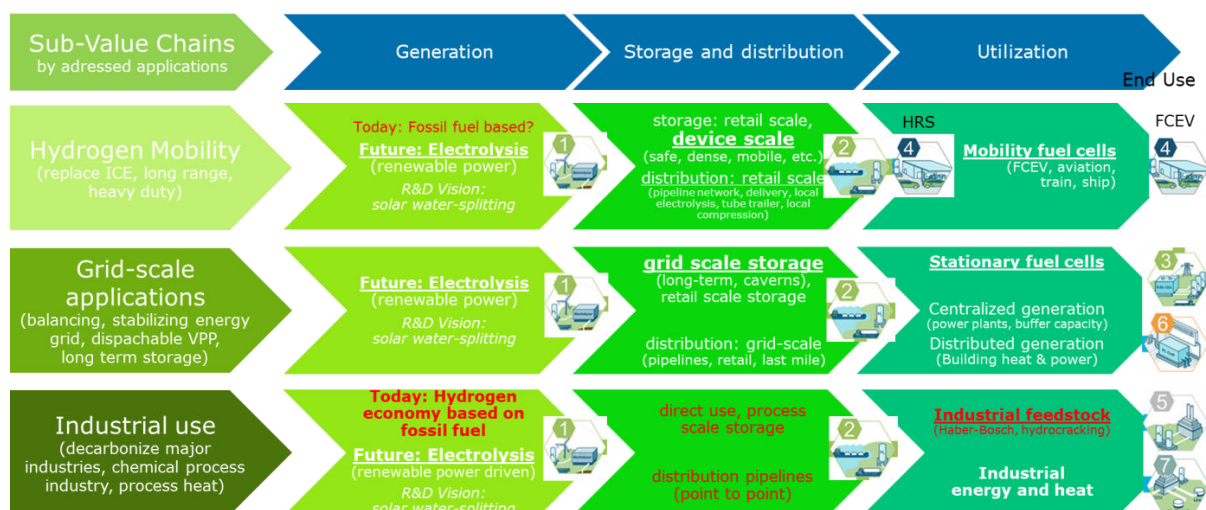 Sub-Value Chains
by adressed applications
Generation
Storage and distribution
Utilization
End Use
Hydrogen Mobility
(replace ICE, long range,
heavy duty)
Today: Fossil fuel based?
Future: Electrolysis
(renewable power)
R&D Vision:
solar water-splitting
1
storage: retail scale,
device scale
(safe, dense, mobile, etc.)
distribution: retail scale
(pipeline network, delivery, local
electrolysis, tube trailer, local
compression)
2
HRS
4
Mobility fuel cells
(FCEV, aviation,
train, ship)
FCEV
4
Grid-scale
applications
(balancing, stabilizing energy
grid, dispachable VPP,
long term storage)
Future: Electrolysis
(renewable power)
R&D Vision:
solar water-splitting
1
grid scale storage
(long-term, caverns),
retail scale storage
distribution: grid-scale
(pipelines, retail, last mile)
2
Stationary fuel cells
Centralized generation
(power plants, buffer capacity)
Distributed generation
(Building heat & power)
3
6
Industrial use
(decarbonize major
industries, chemical process
industry, process heat)
Today: Hydrogen
economy based on
fossil fuel
Future: Electrolysis
(renewable power driven)
R&D Vision:
solar water-splitting
1
direct use, process
scale storage
distribution pipelines
(point to point)
2
Industrial feedstock
(Haber-Bosch, hydrocracking)
Industrial
energy and heat
5
7